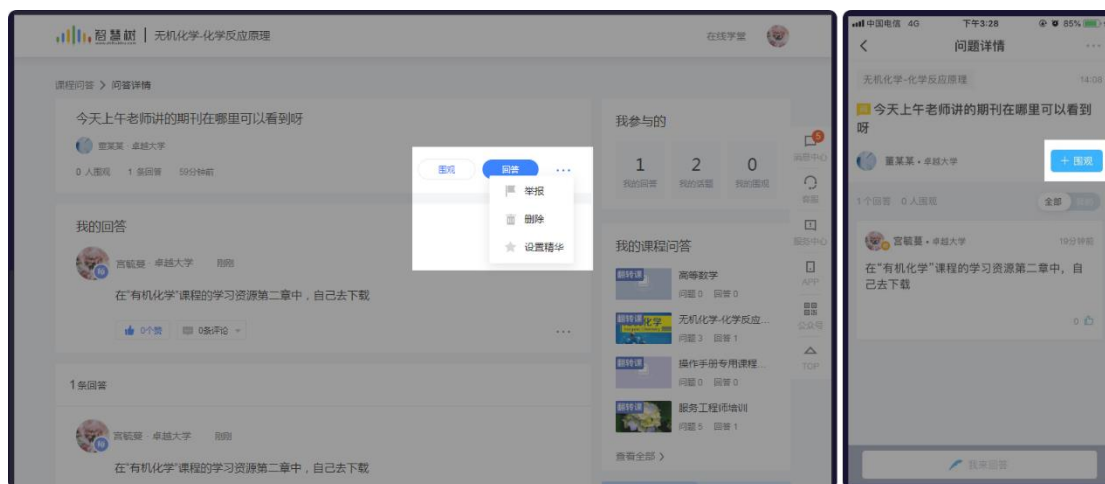 智慧树 无机化学-化学反应原理
在线学堂
课程问答 > 问答详情
今天上午老师讲的期刊在哪里可以看到呀
董某某 卓越大学
0 人围观 1 条回答 59分钟前
围观 回答 ...
举报
删除
设置精华
我的回答
宫毓蔓 · 卓越大学 刚刚
在“有机化学”课程的学习资源第二章中，自己去下载
0个赞 0条评论
...
1 条回答
宫毓蔓 · 卓越大学 刚刚
在“有机化学”课程的学习资源第二章中，自己去下载
我参与的
1 2 0
我的回答 我的话题 我的围观
我的课程问答
翻转课 高等数学
问题 0 回答 0
翻转课 无机化学-化学反应...
问题 3 回答 1
翻转课 操作手册专用课程...
问题 0 回答 0
翻转课 服务工程师培训
问题 5 回答 1
查看全部 >
5
消息中心
客服
服务中心
APP
公众号
TOP
中国电信 4G 下午3:28 85%
问题详情 ...
无机化学-化学反应原理 14:08
今天上午老师讲的期刊在哪里可以看到
呀
董某某 • 卓越大学 + 围观
1个回答 0人围观 全部
宫毓蔓 • 卓越大学 19分钟前
在“有机化学”课程的学习资源第二章中，自
己去下载
0
我来回答